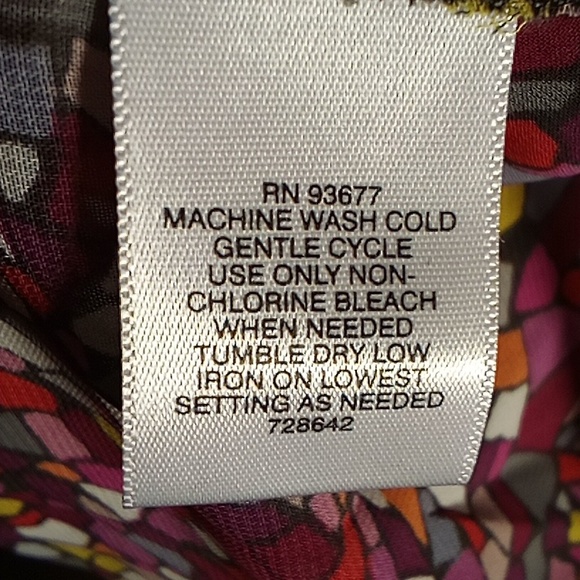 RN 93677
MACHINE WASH COLD
GENTLE CYCLE
USE ONLY NON-
CHLORINE BLEACH
WHEN NEEDED
TUMBLE DRY LOW
IRON ON LOWEST
SETTING AS NEEDED
728642